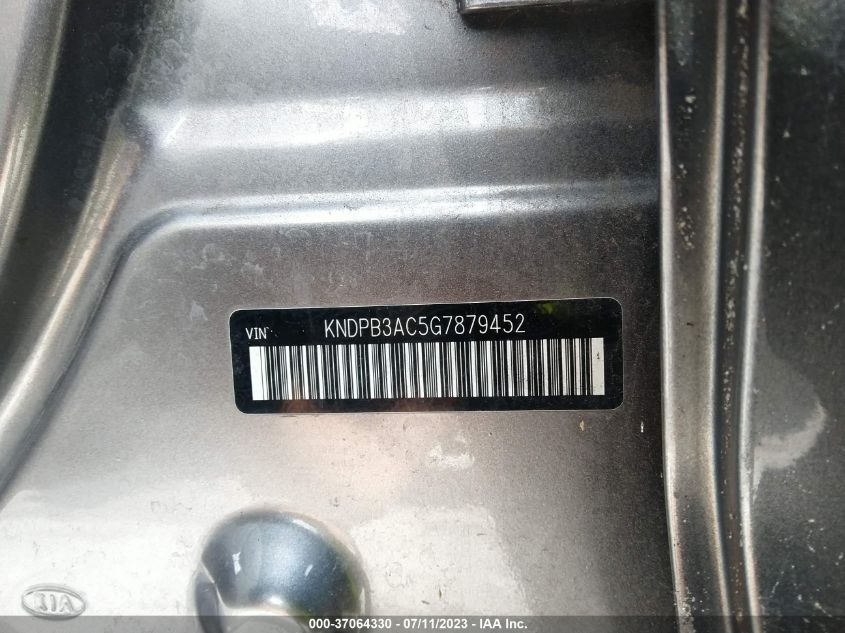 VIN:
KNDPB3AC5G7879452
KIA
000-37064330 - 07/11/2023 - IAA Inc.